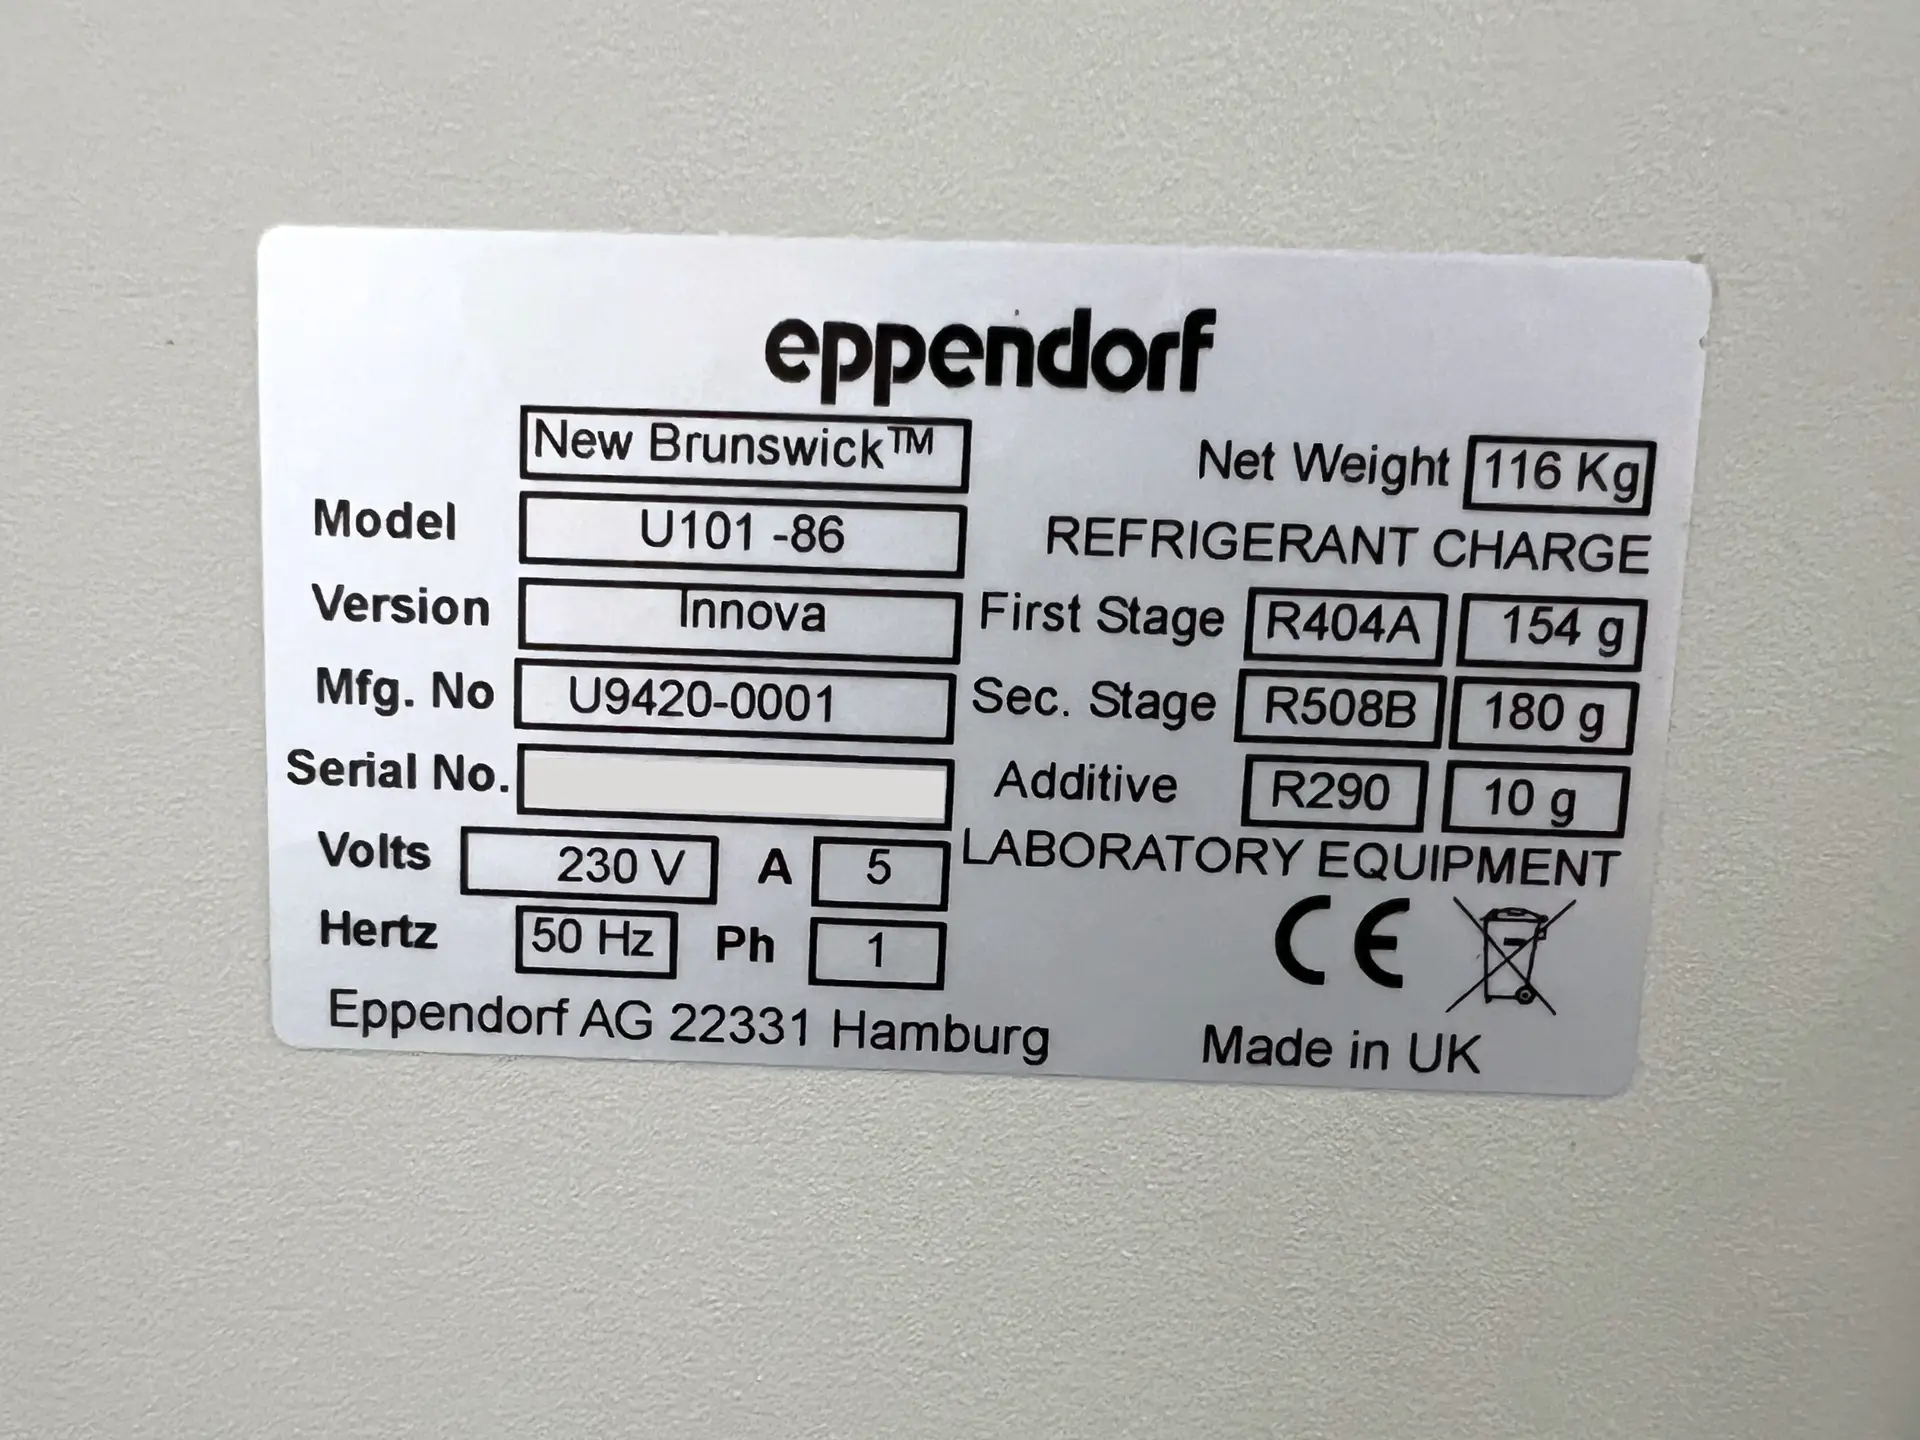 eppendorf
New Brunswick™
Net Weight 116 Kg
Model U101 -86
REFRIGERANT CHARGE
Version Innova
First Stage R404A 154 g
Mfg. No U9420-0001
Sec. Stage R508B 180 g
Serial No.
Additive R290 10 g
Volts 230 V A 5
LABORATORY EQUIPMENT
Hertz 50 Hz Ph 1
CE
Eppendorf AG 22331 Hamburg
Made in UK